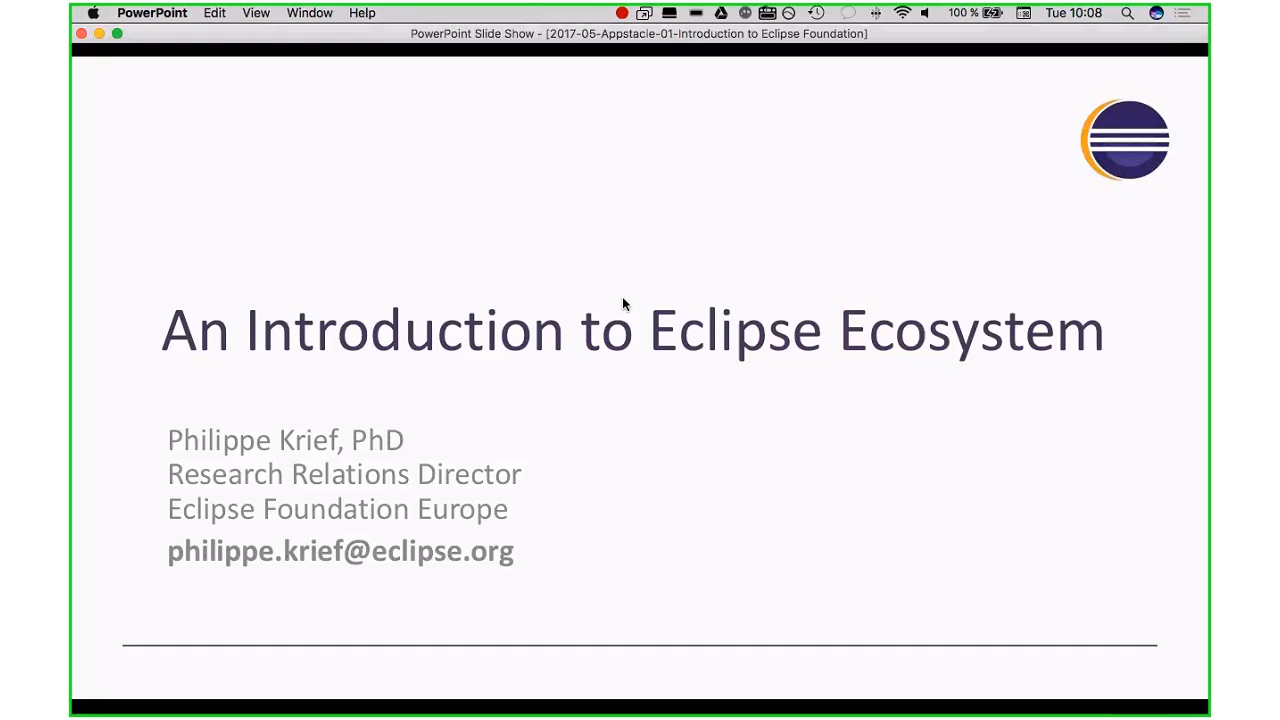 PowerPoint Edit View Window Help 100 % Tue 10:08
PowerPoint Slide Show - [2017-05-Appstacle-01-Introduction to Eclipse Foundation]
An Introduction to Eclipse Ecosystem
Philippe Krief, PhD
Research Relations Director
Eclipse Foundation Europe
philippe.krief@eclipse.org